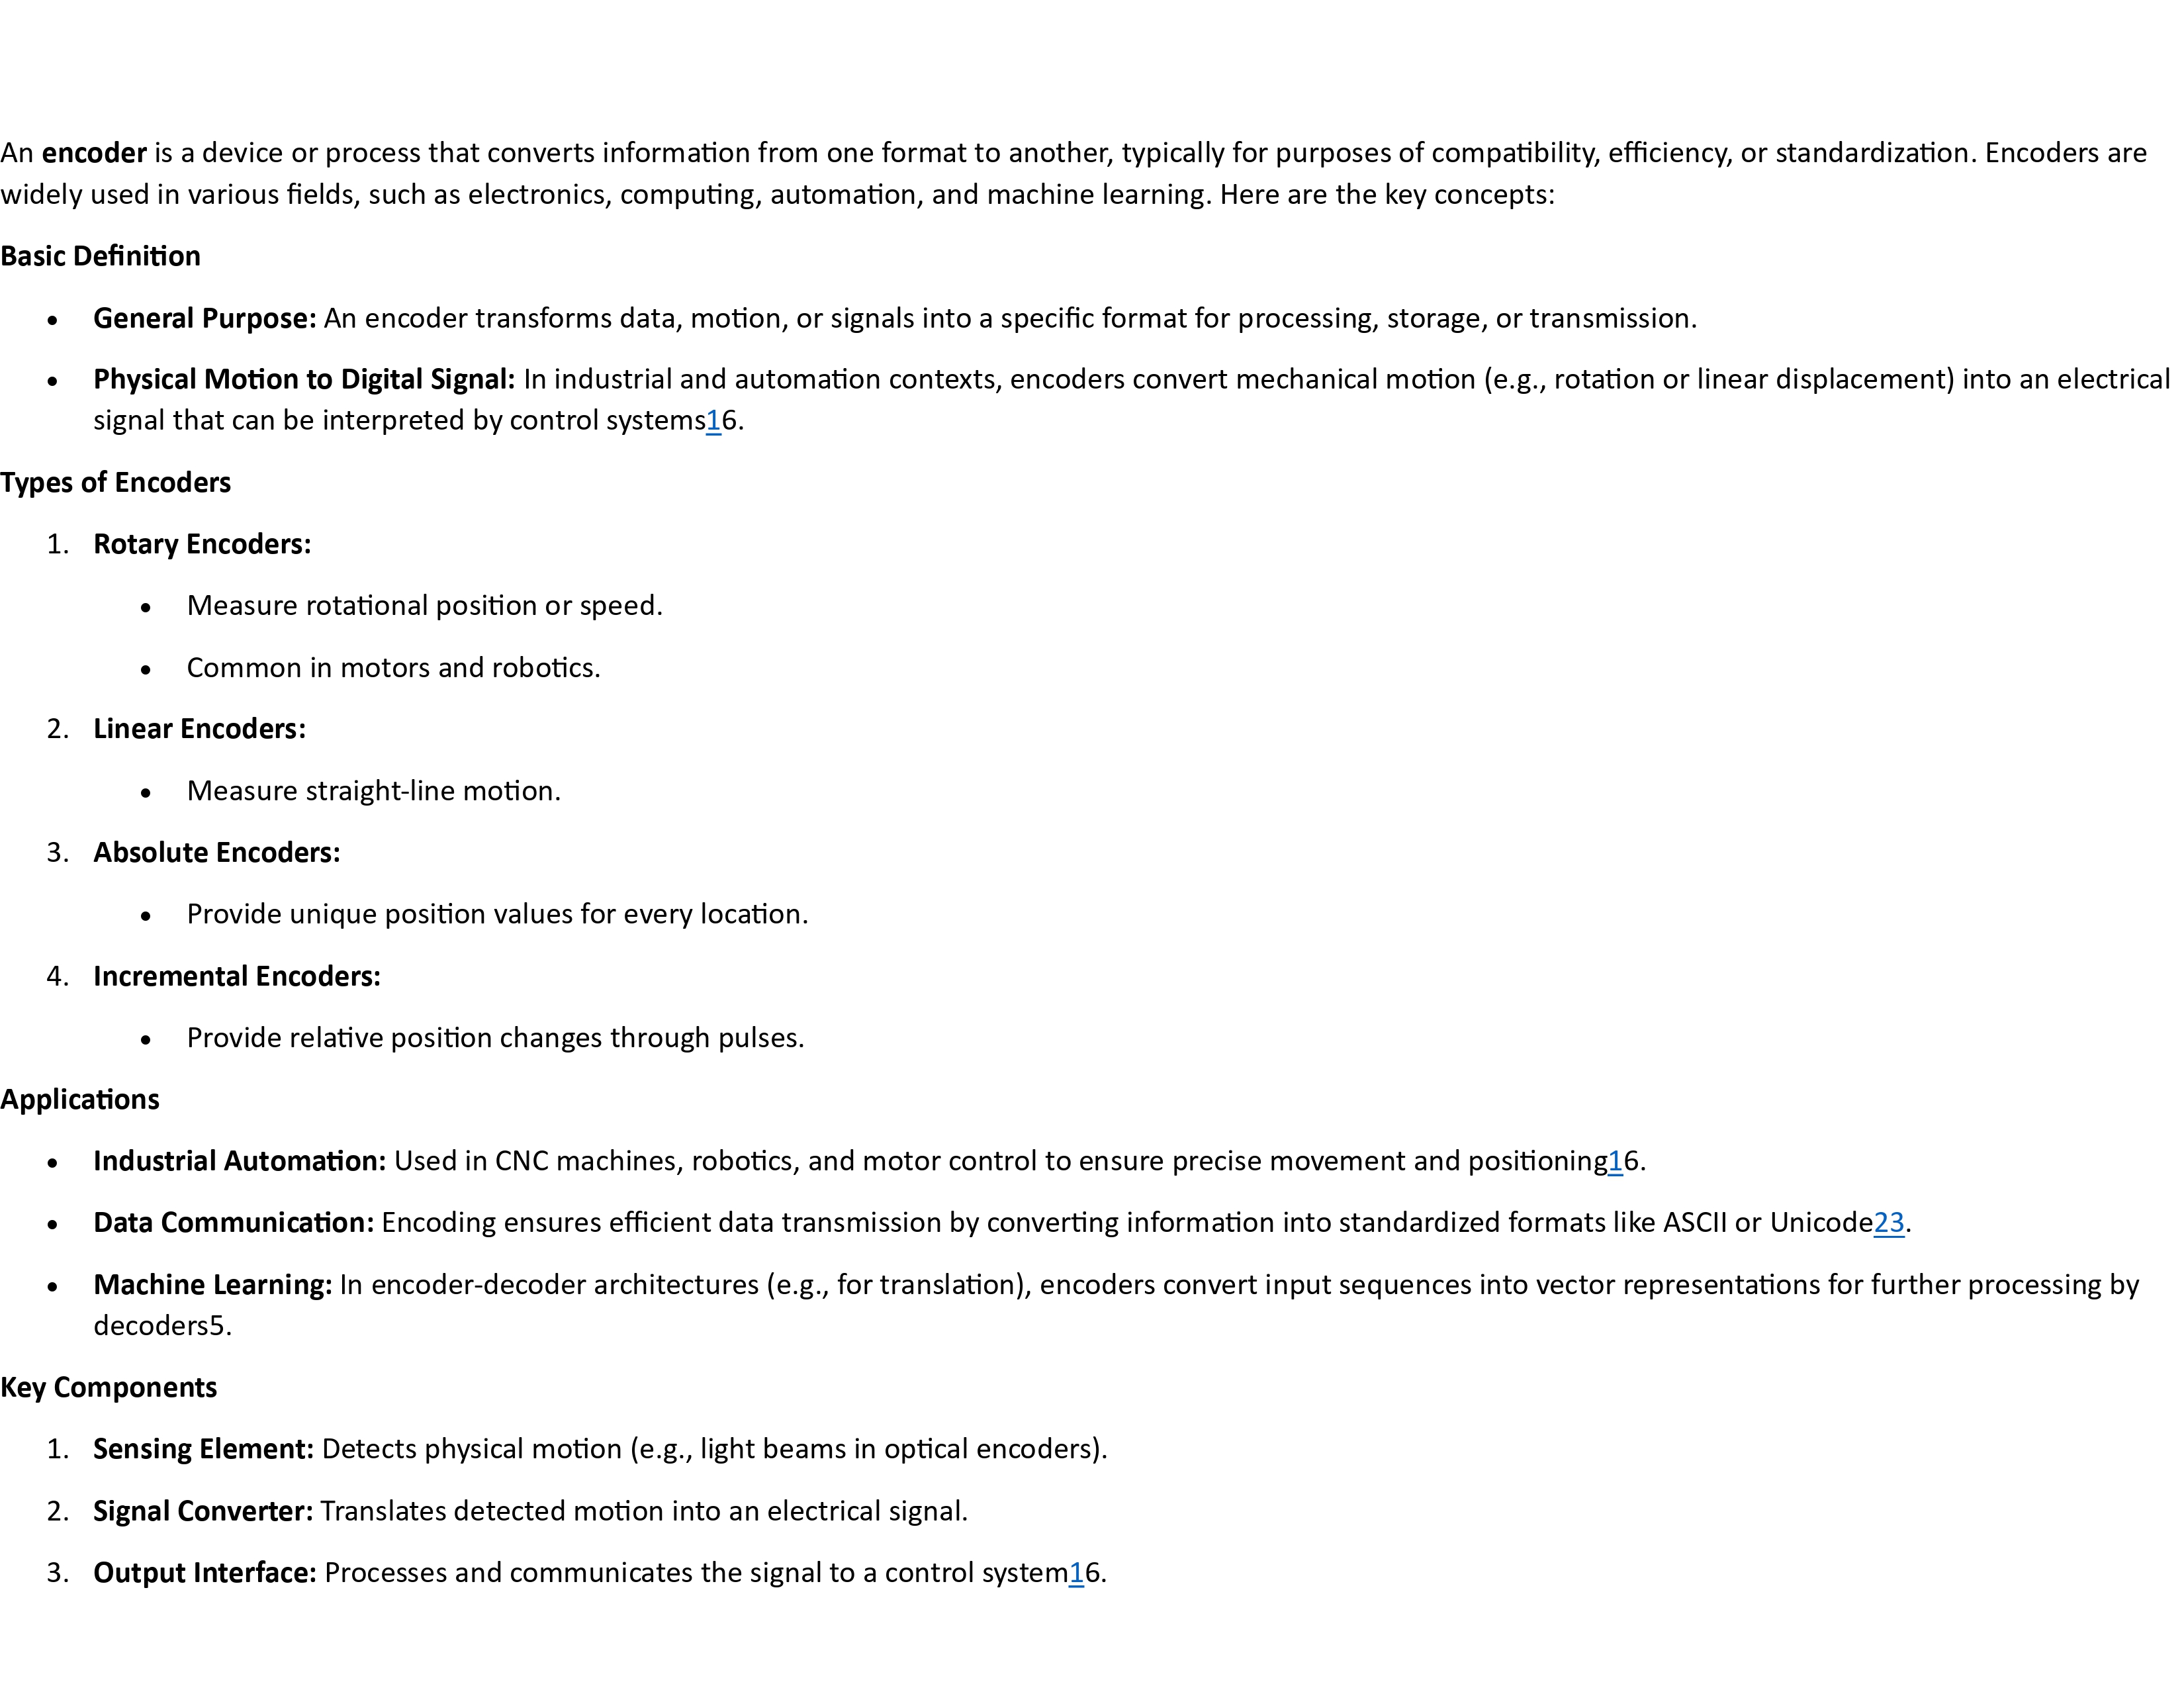 An encoder is a device or process that converts information from one format to another, typically for purposes of compatibility, efficiency, or standardization. Encoders are
widely used in various fields, such as electronics, computing, automation, and machine learning. Here are the key concepts:
Basic Definition
• General Purpose: An encoder transforms data, motion, or signals into a specific format for processing, storage, or transmission.
• Physical Motion to Digital Signal: In industrial and automation contexts, encoders convert mechanical motion (e.g., rotation or linear displacement) into an electrical
signal that can be interpreted by control systems16.
Types of Encoders
1. Rotary Encoders:
• Measure rotational position or speed.
• Common in motors and robotics.
2. Linear Encoders:
• Measure straight-line motion.
3. Absolute Encoders:
• Provide unique position values for every location.
4. Incremental Encoders:
• Provide relative position changes through pulses.
Applications
• Industrial Automation: Used in CNC machines, robotics, and motor control to ensure precise movement and positioning16.
• Data Communication: Encoding ensures efficient data transmission by converting information into standardized formats like ASCII or Unicode23.
• Machine Learning: In encoder-decoder architectures (e.g., for translation), encoders convert input sequences into vector representations for further processing by
decoders5.
Key Components
1. Sensing Element: Detects physical motion (e.g., light beams in optical encoders).
2. Signal Converter: Translates detected motion into an electrical signal.
3. Output Interface: Processes and communicates the signal to a control system16.